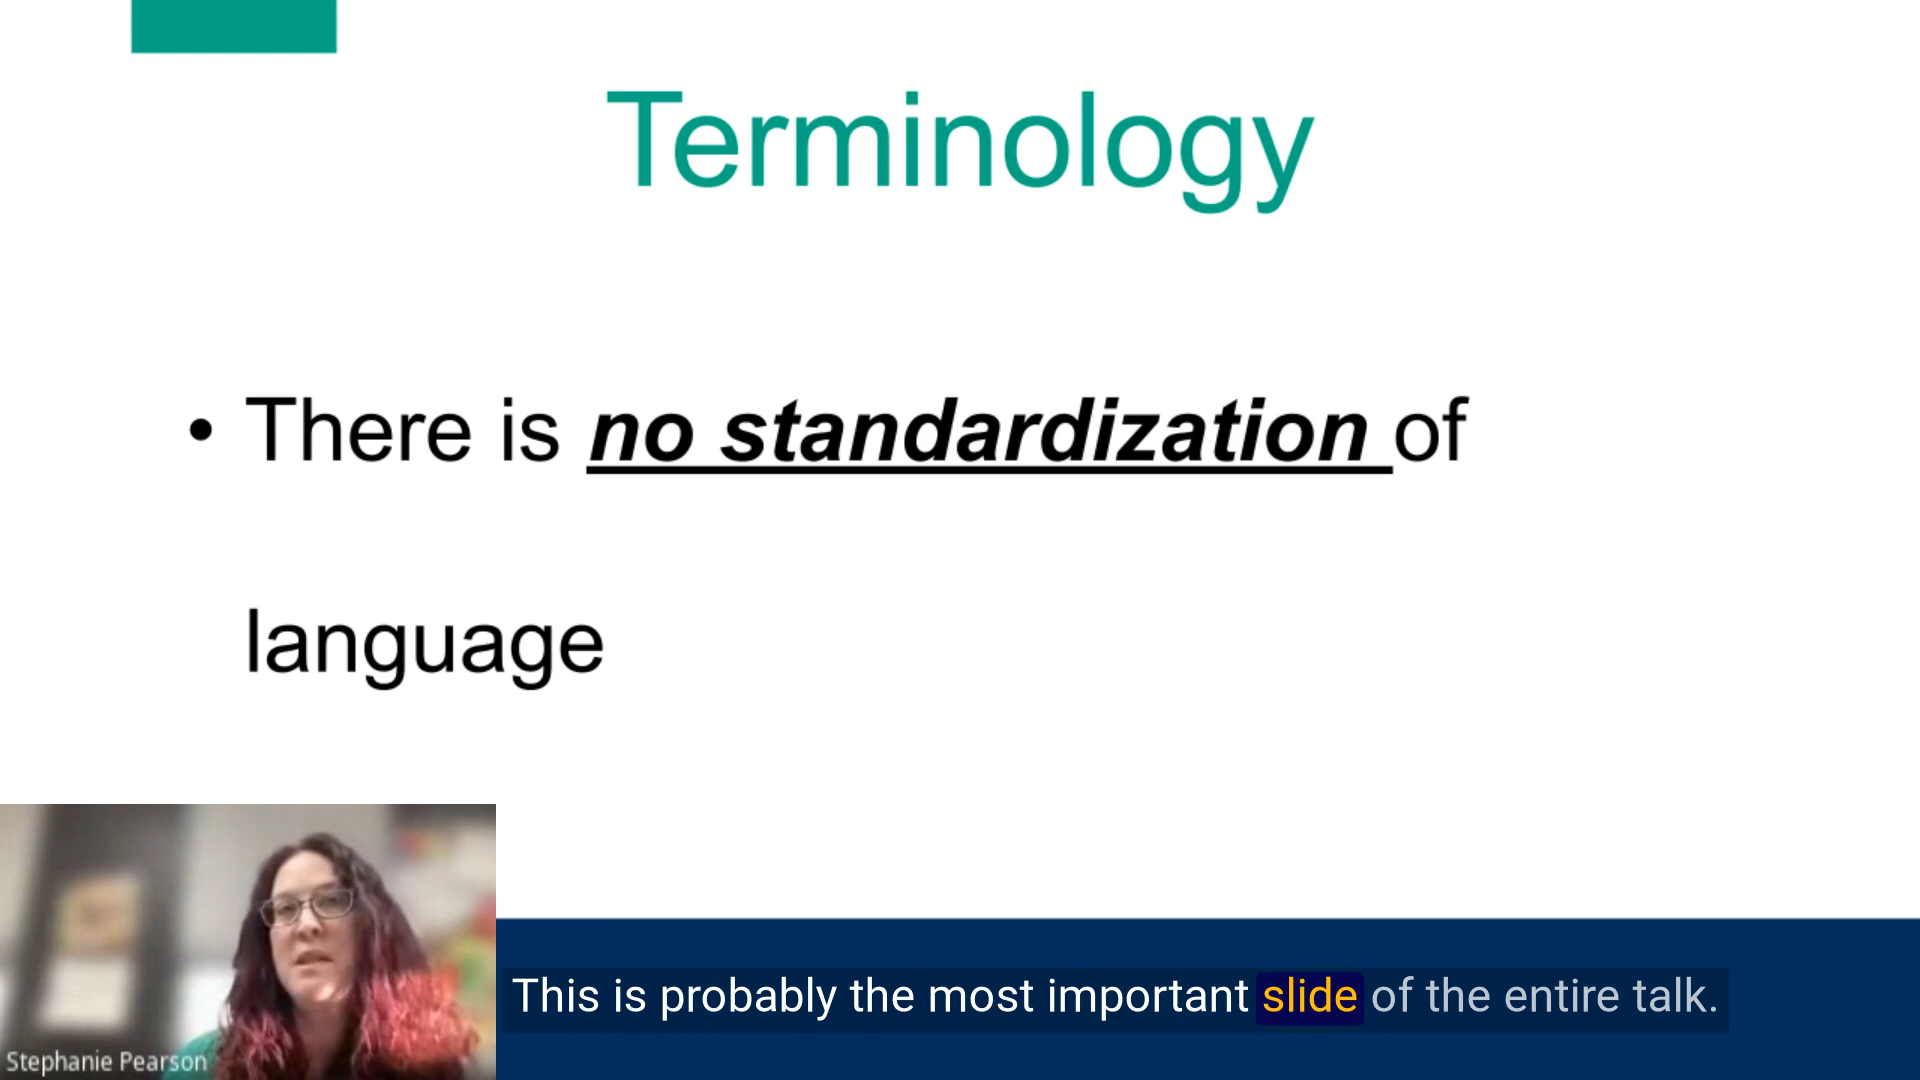 Terminology
• There is no standardization of
language
Stephanie Pearson
This is probably the most important slide of the entire talk.